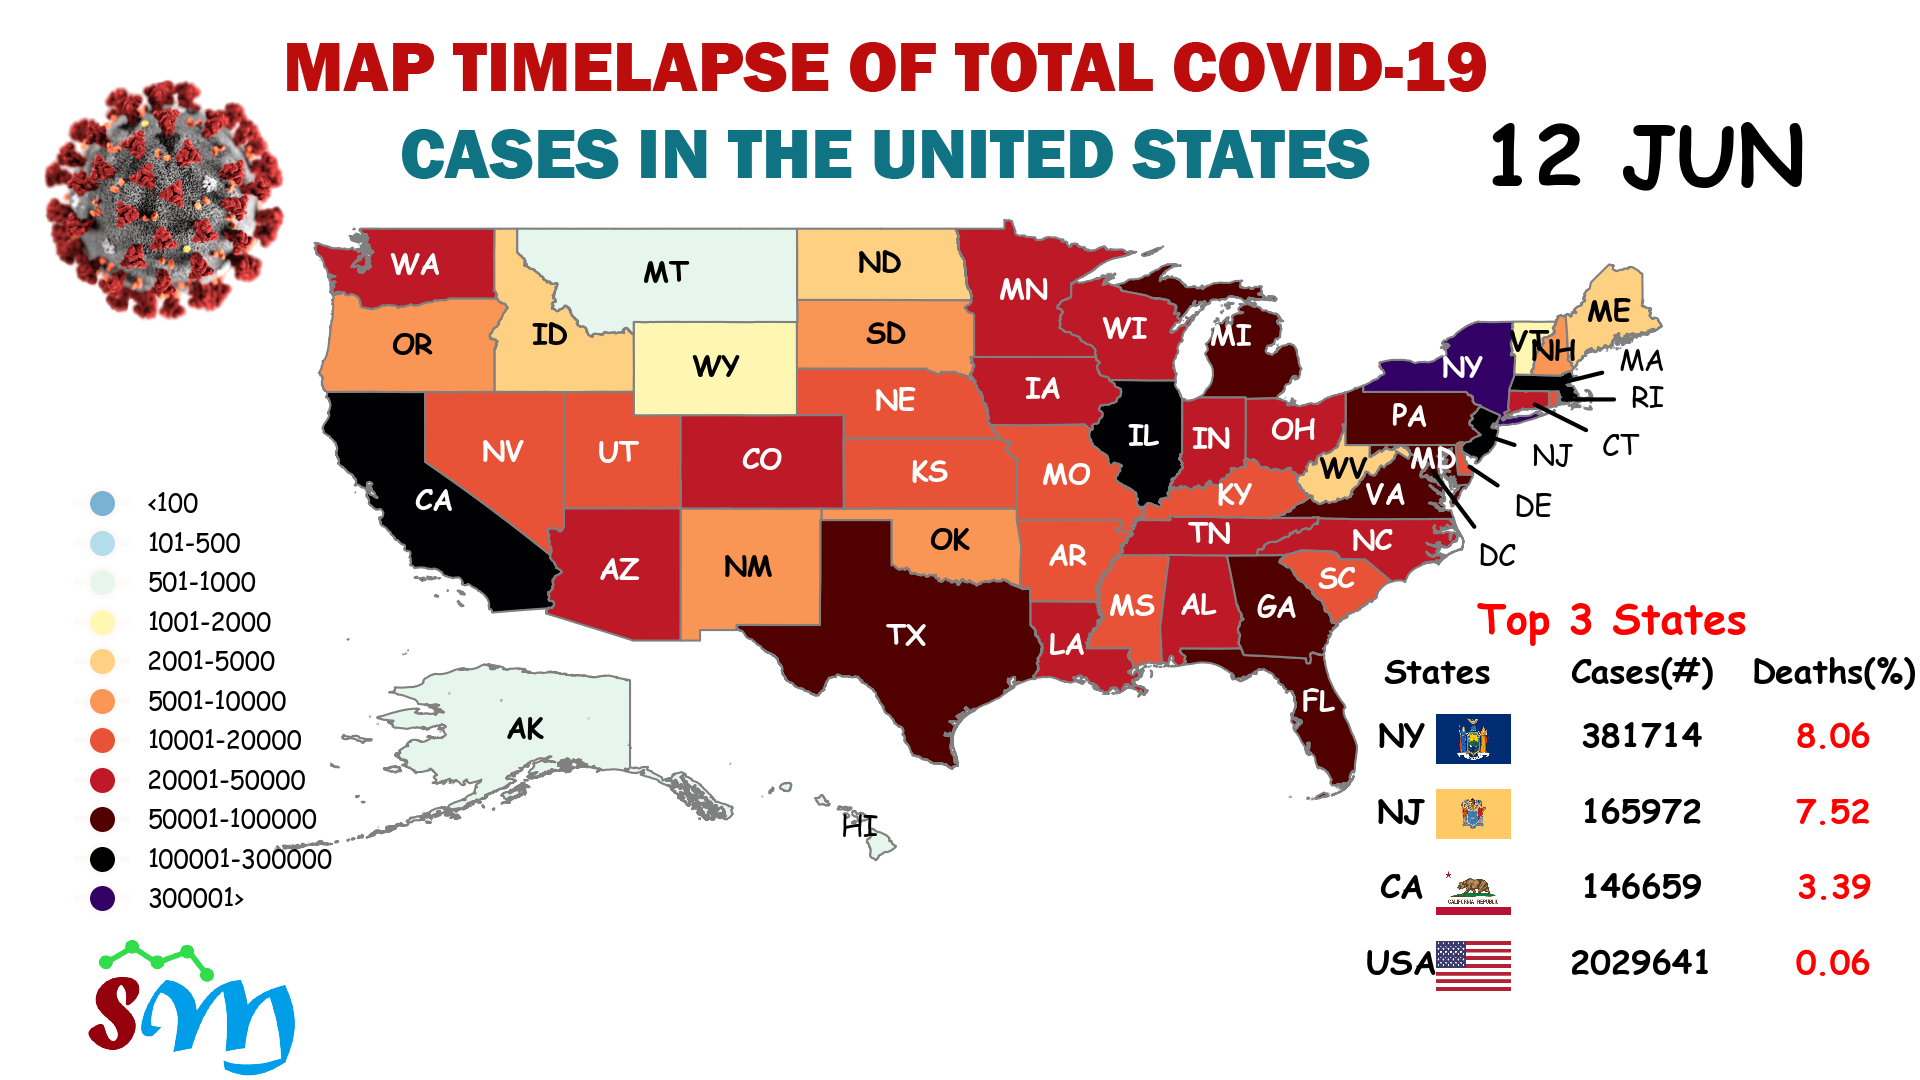 MAP TIMELAPSE OF TOTAL COVID-19
CASES IN THE UNITED STATES
12 JUN
WA
MT
ND
MN
OR
ID
SD
WI
MI
ME
WY
VT
NH
MA
NY
RI
IA
NE
PA
NV
UT
CO
IL
IN
OH
NJ
CT
KS
MO
WV
MD
CA
KY
VA
DE
AZ
NM
OK
AR
TN
NC
DC
TX
LA
MS
AL
GA
SC
FL
AK
HI
<100
101-500
501-1000
1001-2000
2001-5000
5001-10000
10001-20000
20001-50000
50001-100000
100001-300000
300001>
Top 3 States
States Cases(#) Deaths(%)
NY 381714 8.06
NJ 165972 7.52
CA 146659 3.39
CALIFORNIA REPUBLIC
USA 2029641 0.06
sm